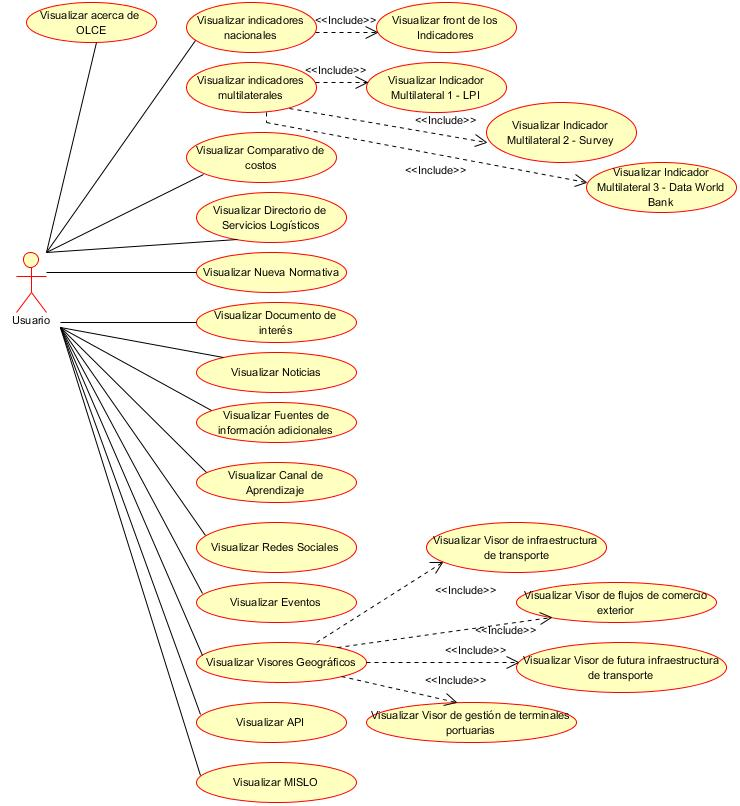 Visualizar acerca de
OLCE
Visualizar indicadores
nacionales
<<Include>>
Visualizar front de los
Indicadores
Visualizar indicadores
multilaterales
<<Include>>
Visualizar Indicador
Multilateral 1 - LPI
<<Include>>
Visualizar Indicador
Multilateral 2 - Survey
<<Include>>
Visualizar Indicador
Multilateral 3 - Data World
Bank
Visualizar Comparativo de
costos
Visualizar Directorio de
Servicios Logísticos
Visualizar Nueva Normativa
Usuario
Visualizar Documento de
interés
Visualizar Noticias
Visualizar Fuentes de
información adicionales
Visualizar Canal de
Aprendizaje
Visualizar Redes Sociales
Visualizar Visor de infraestructura
de transporte
<<Include>>
Visualizar Eventos
Visualizar Visor de flujos de comercio
exterior
<<Include>>
Visualizar Visores Geográficos
<<Include>>
Visualizar Visor de futura infraestructura
de transporte
<<Include>>
Visualizar Visor de gestión de terminales
portuarias
Visualizar API
Visualizar MISLO